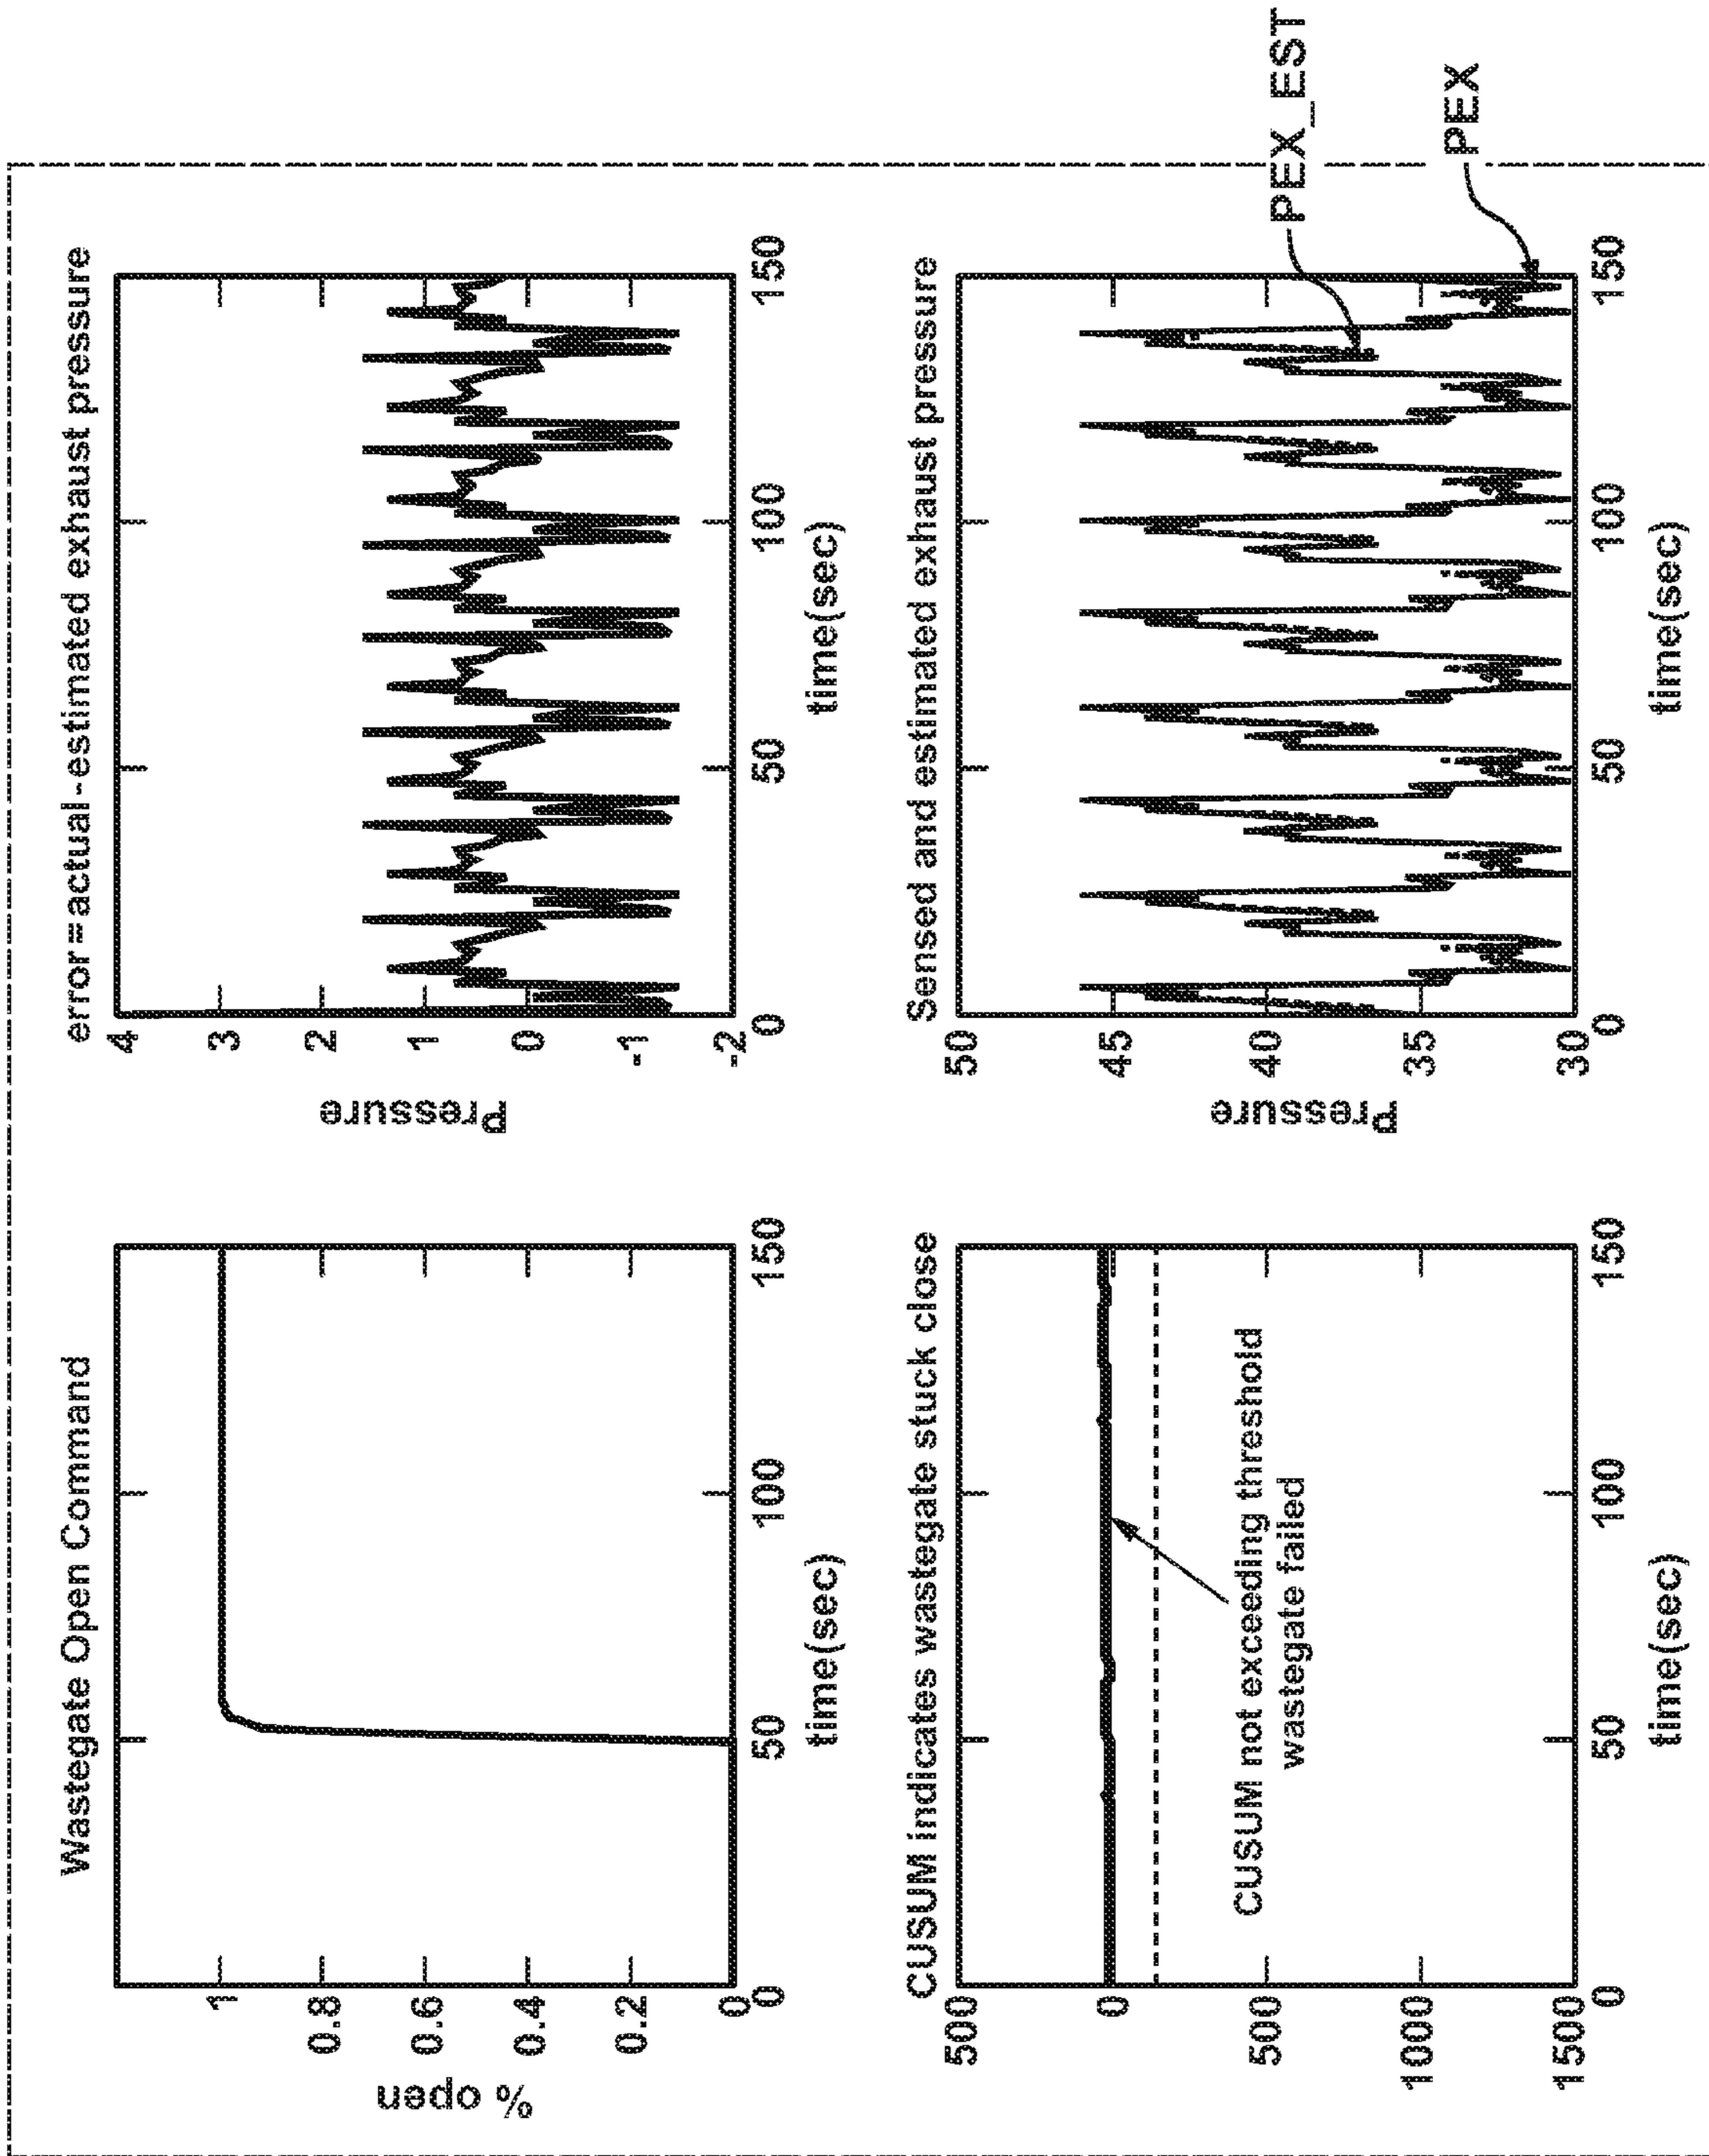 Wastegate Open Command
% open
1
0.8
0.6
0.4
0.2
0
0
50
100
150
time(sec)
error=actual-estimated exhaust pressure
Pressure
4
3
2
1
0
-1
-2
0
50
100
150
time(sec)
CUSUM indicates wastegate stuck close
500
0
500
1000
1500
CUSUM not exceeding threshold
wastegate failed
0
50
100
150
time(sec)
Sensed and estimated exhaust pressure
Pressure
50
45
40
35
30
0
50
100
150
time(sec)
PEX_EST
PEX